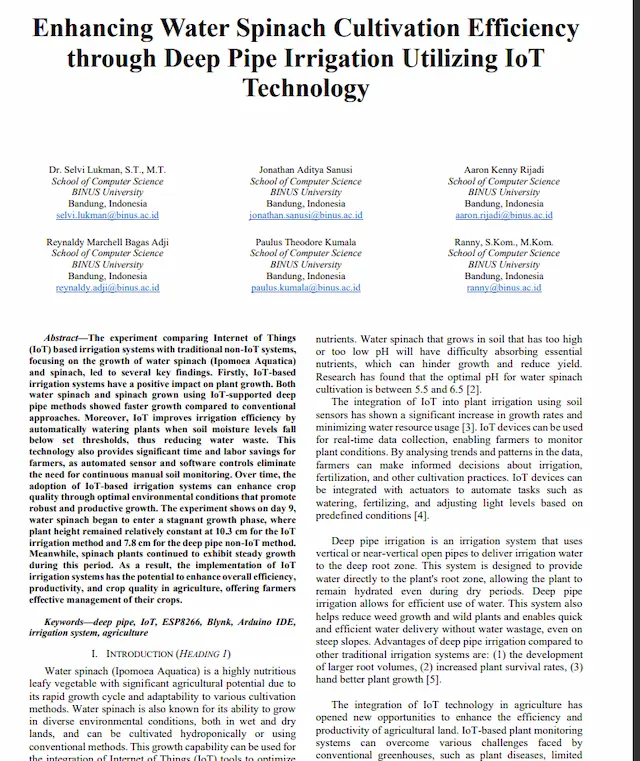 Enhancing Water Spinach Cultivation Efficiency
through Deep Pipe Irrigation Utilizing IoT
Technology
Dr. Selvi Lukman, S.T., M.T.
School of Computer Science
BINUS University
Bandung, Indonesia
selvi.lukman@binus.ac.id
Jonathan Aditya Sanusi
School of Computer Science
BINUS University
Bandung, Indonesia
jonathan.sanusi@binus.ac.id
Aaron Kenny Rijadi
School of Computer Science
BINUS University
Bandung, Indonesia
aaron.rijadi@binus.ac.id
Reynaldy Marchell Bagas Adji
School of Computer Science
BINUS University
Bandung, Indonesia
reynaldy.adji@binus.ac.id
Paulus Theodore Kumala
School of Computer Science
BINUS University
Bandung, Indonesia
paulus.kumala@binus.ac.id
Ranny, S.Kom., M.Kom.
School of Computer Science
BINUS University
Bandung, Indonesia
ranny@binus.ac.id
Abstract—The experiment comparing Internet of Things
(IoT) based irrigation systems with traditional non-IoT systems,
focusing on the growth of water spinach (Ipomoea Aquatica)
and spinach, led to several key findings. Firstly, IoT-based
irrigation systems have a positive impact on plant growth. Both
water spinach and spinach grown using IoT-supported deep
pipe methods showed faster growth compared to conventional
approaches. Moreover, IoT improves irrigation efficiency by
automatically watering plants when soil moisture levels fall
below set thresholds, thus reducing water waste. This
technology also provides significant time and labor savings for
farmers, as automated sensor and software controls eliminate
the need for continuous manual soil monitoring. Over time, the
adoption of IoT-based irrigation systems can enhance crop
quality through optimal environmental conditions that promote
robust and productive growth. The experiment shows on day 9,
water spinach began to enter a stagnant growth phase, where
plant height remained relatively constant at 10.3 cm for the IoT
irrigation method and 7.8 cm for the deep pipe non-IoT method.
Meanwhile, spinach plants continued to exhibit steady growth
during this period. As a result, the implementation of IoT
irrigation systems has the potential to enhance overall efficiency,
productivity, and crop quality in agriculture, offering farmers
effective management of their crops.
Keywords—deep pipe, IoT, ESP8266, Blynk, Arduino IDE,
irrigation system, agriculture
I. INTRODUCTION (HEADING 1)
Water spinach (Ipomoea Aquatica) is a highly nutritious
leafy vegetable with significant agricultural potential due to
its rapid growth cycle and adaptability to various cultivation
methods. Water spinach is also known for its ability to grow
in diverse environmental conditions, both in wet and dry
lands, and can be cultivated hydroponically or using
conventional methods. This growth capability can be used for
the integration of Internet of Things (IoT) tools to optimize
nutrients. Water spinach that grows in soil that has too high
or too low pH will have difficulty absorbing essential
nutrients, which can hinder growth and reduce yield.
Research has found that the optimal pH for water spinach
cultivation is between 5.5 and 6.5 [2].
The integration of IoT into plant irrigation using soil
sensors has shown a significant increase in growth rates and
minimizing water resource usage [3]. IoT devices can be used
for real-time data collection, enabling farmers to monitor
plant conditions. By analysing trends and patterns in the data,
farmers can make informed decisions about irrigation,
fertilization, and other cultivation practices. IoT devices can
be integrated with actuators to automate tasks such as
watering, fertilizing, and adjusting light levels based on
predefined conditions [4].
Deep pipe irrigation is an irrigation system that uses
vertical or near-vertical open pipes to deliver irrigation water
to the deep root zone. This system is designed to provide
water directly to the plant's root zone, allowing the plant to
remain hydrated even during dry periods. Deep pipe
irrigation allows for efficient use of water. This system also
helps reduce weed growth and wild plants and enables quick
and efficient water delivery without water wastage, even on
steep slopes. Advantages of deep pipe irrigation compared to
other traditional irrigation systems are: (1) the development
of larger root volumes, (2) increased plant survival rates, (3)
hand better plant growth [5].
The integration of IoT technology in agriculture has
opened new opportunities to enhance the efficiency and
productivity of agricultural land. IoT-based plant monitoring
systems can overcome various challenges faced by
conventional greenhouses, such as plant diseases, limited